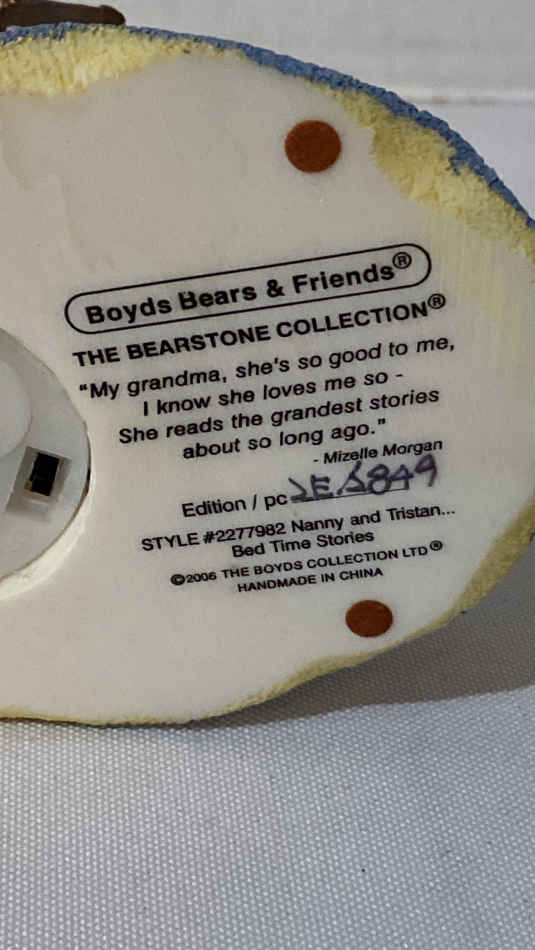 Boyds Bears & Friends®
THE BEARSTONE COLLECTION®
"My grandma, she's so good to me,
I know she loves me so -
She reads the grandest stories
about so long ago."
- Mizelle Morgan
Edition / pc
STYLE #2277982 Nanny and Tristan...
Bed Time Stories
©2006 THE BOYDS COLLECTION LTD®
HANDMADE IN CHINA